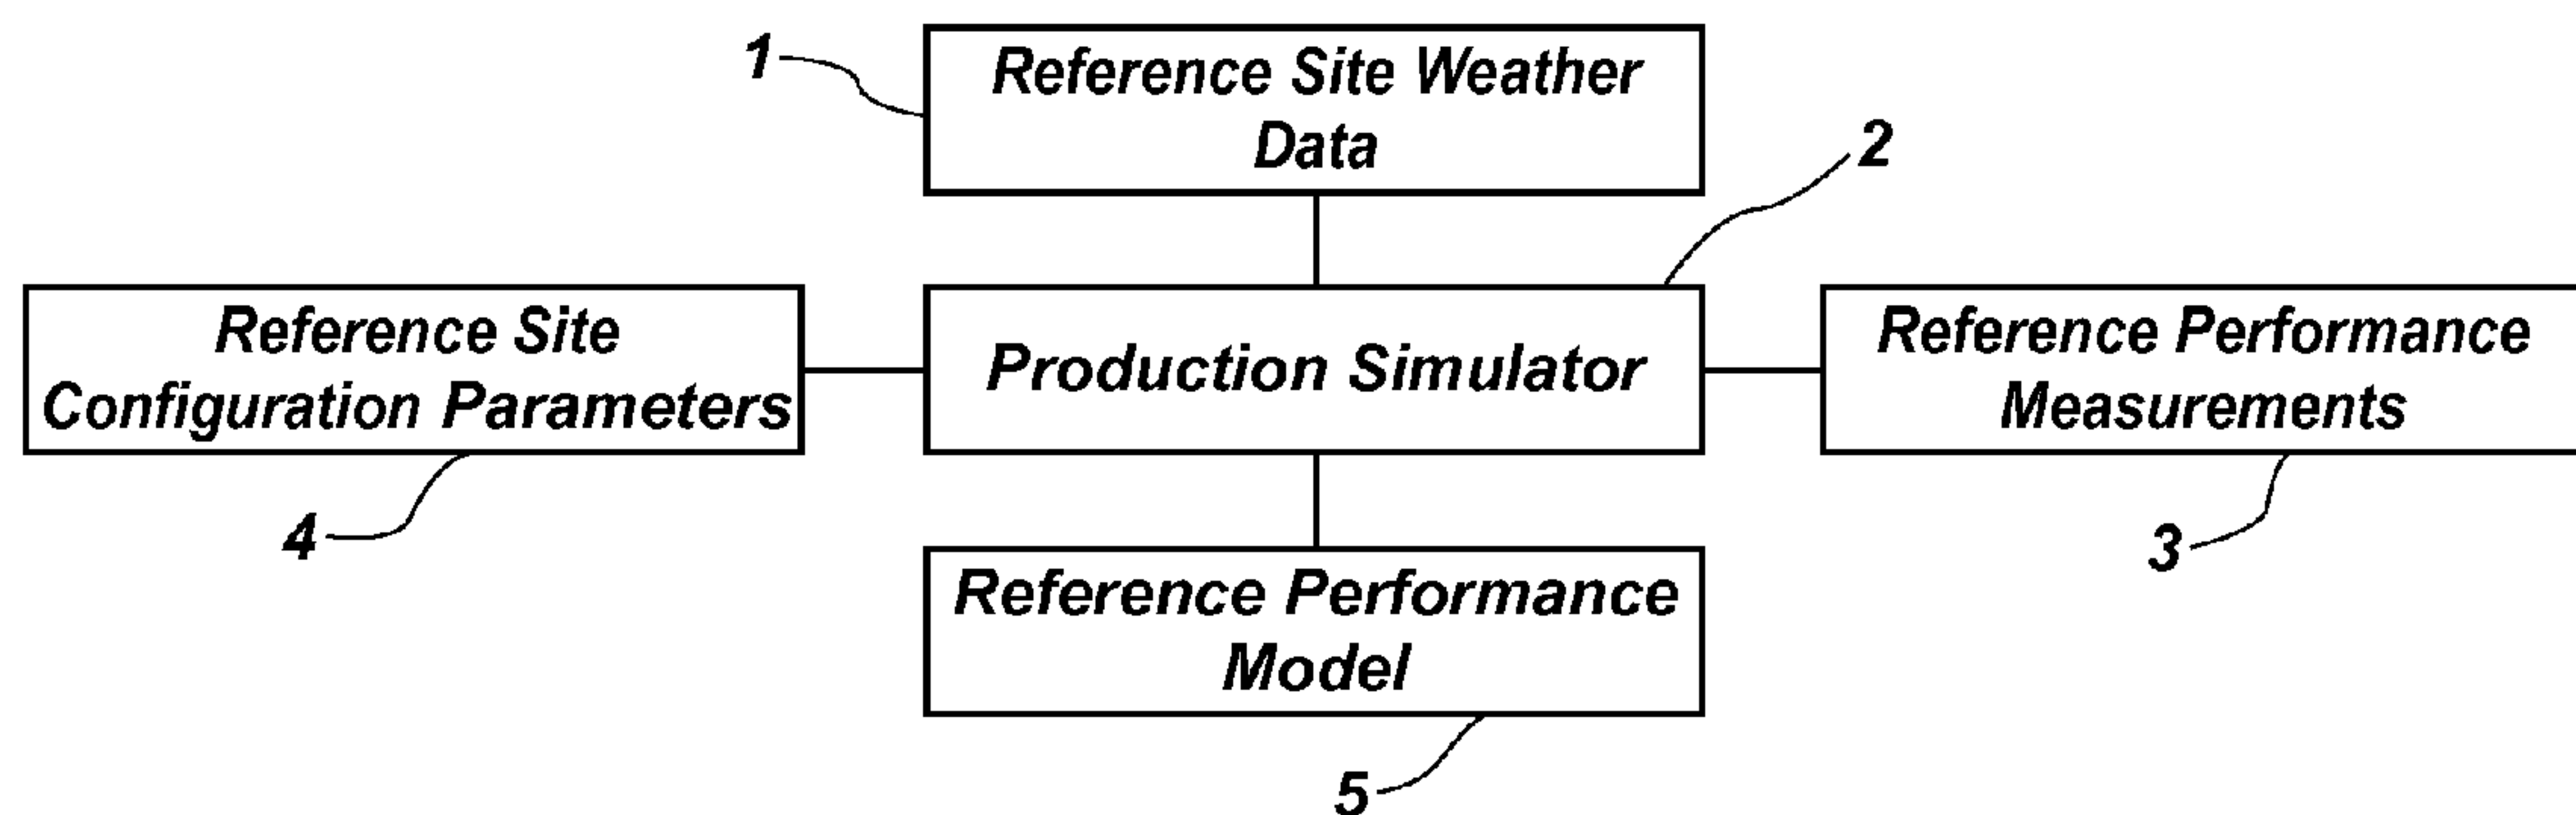 1
Reference Site Weather
Data
2
Reference Site
Configuration Parameters
Production Simulator
Reference Performance
Measurements
4
3
Reference Performance
Model
5